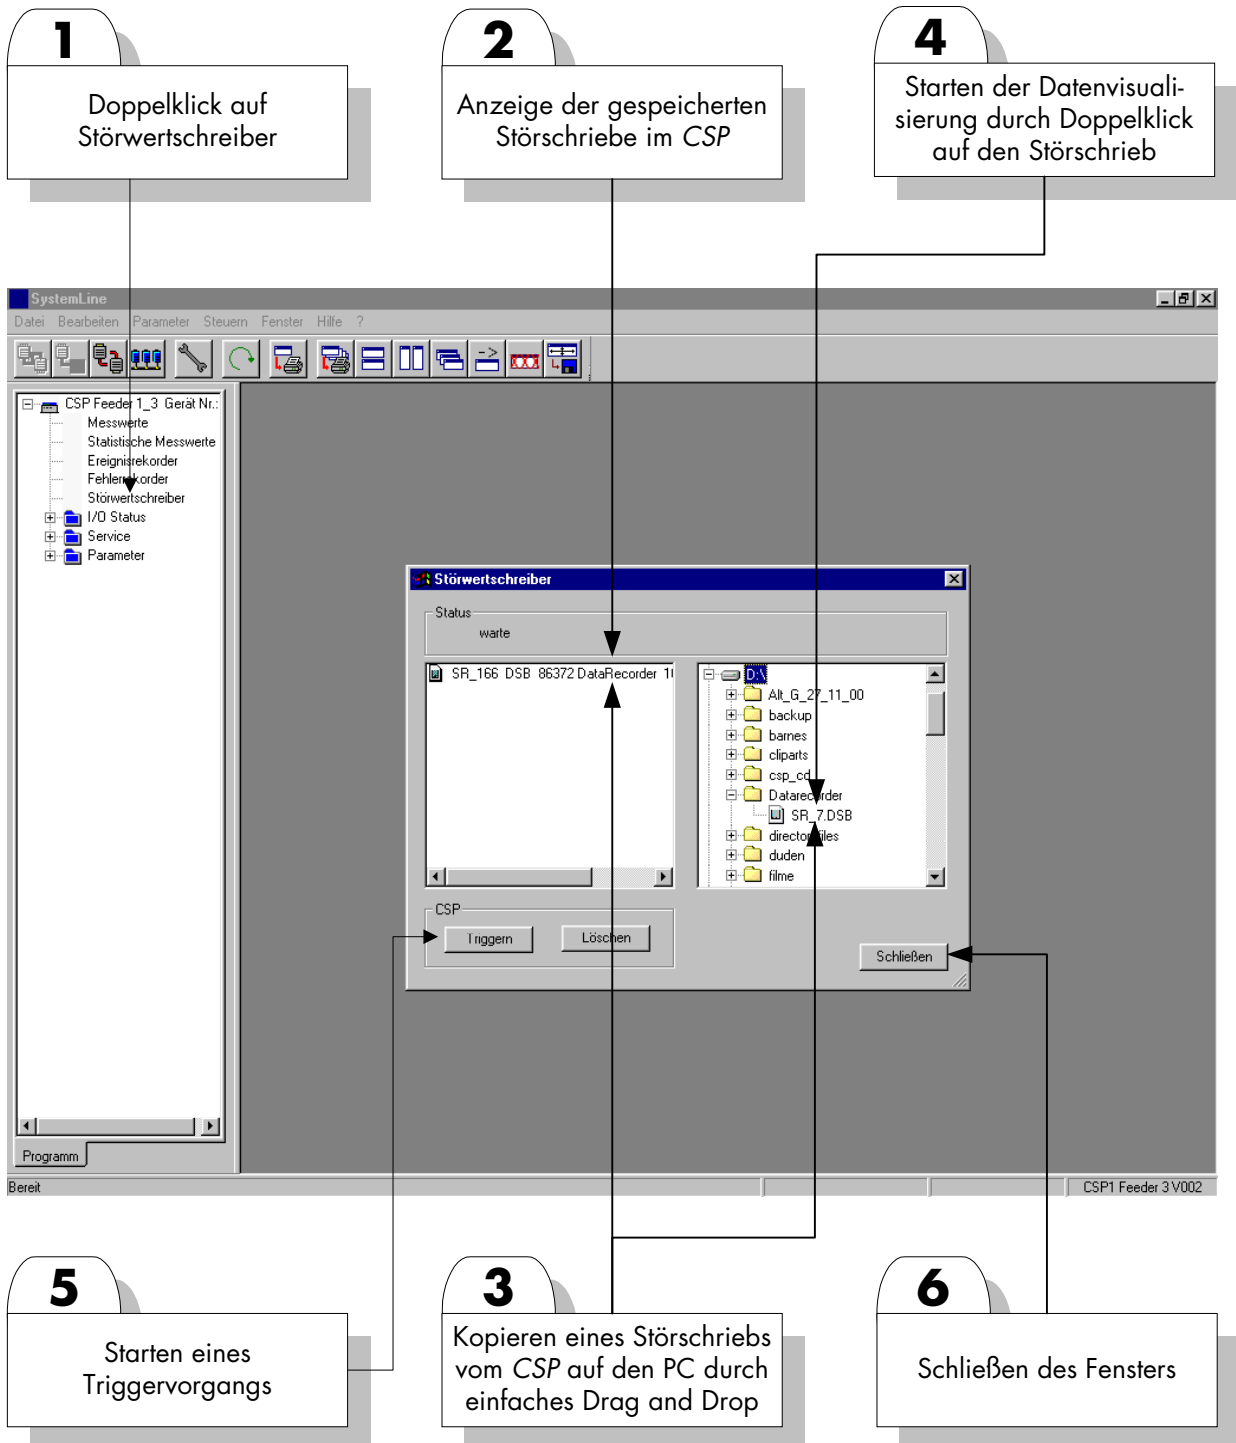 1
Doppelklick auf
Störwertschreiber
2
Anzeige der gespeicherten
Störschriebe im CSP
4
Starten der Datenvisuali-
sierung durch Doppelklick
auf den Störschrieb
SystemLine
Datei Bearbeiten Parameter Steuern Fenster Hilfe ?
CSP Feeder 1_3 Gerät Nr.:
Messwerte
Statistische Messwerte
Ereignisrekorder
Fehlerrekorder
Störwertschreiber
I/O Status
Service
Parameter
Programm
Störwertschreiber
Status
warte
SR_166 DSB 86372 DataRecorder
D:\
Alt_G_27_11_00
backup
barnes
cliparts
csp_cd
Datarecorder
SR_7.DSB
directorfiles
duden
filme
CSP
Triggern
Löschen
Schließen
Bereit
CSP1 Feeder 3 V002
5
Starten eines
Triggervorgangs
3
Kopieren eines Störschriebs
vom CSP auf den PC durch
einfaches Drag and Drop
6
Schließen des Fensters